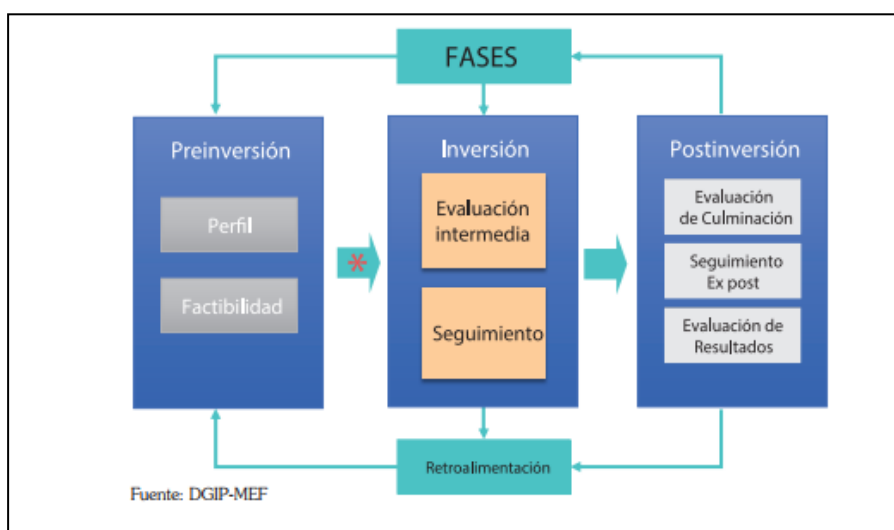 FASES
Preinversión
Perfil
Factibilidad
*
Inversión
Evaluación
intermedia
Seguimiento
Postinversión
Evaluación
de Culminación
Seguimiento
Ex post
Evaluación de
Resultados
Retroalimentación
Fuente: DGIP-MEF